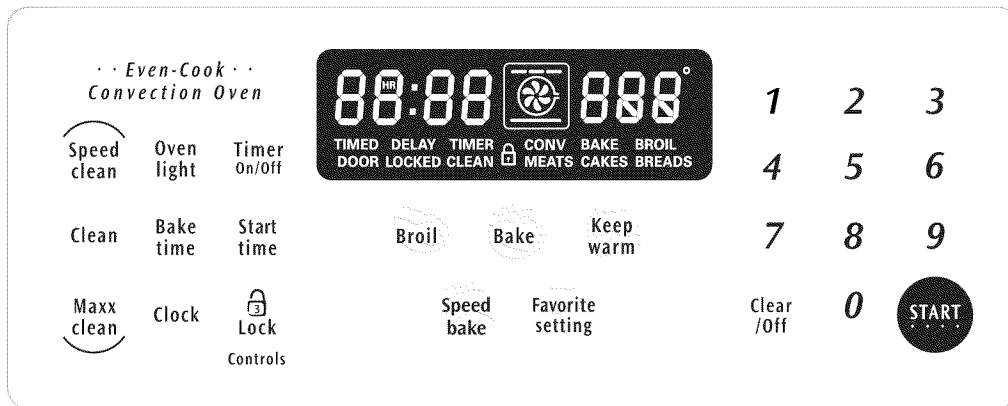 · · Even-Cook · ·
Convection Oven
Speed
clean
Oven
light
Timer
On/Off
Clean
Bake
time
Start
time
Maxx
clean
Clock
3
Lock
Controls
88:88 888°
HR
TIMED DELAY TIMER CONV BAKE BROIL
DOOR LOCKED CLEAN MEATS CAKES BREADS
Broil
Bake
Keep
warm
Speed
bake
Favorite
setting
1 2 3
4 5 6
7 8 9
Clear
/Off
0
START